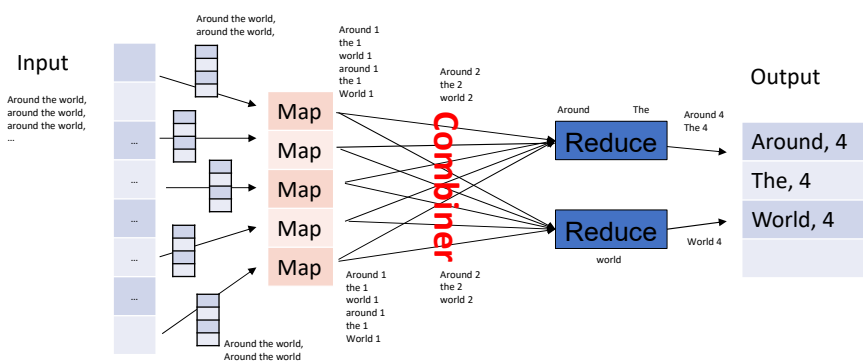 Input
Around the world,
around the world,
around the world,
...
...
...
...
...
Around the world,
around the world,
Around the world,
Around the world
Map
Map
Map
Map
Map
Around 1
the 1
world 1
around 1
the 1
World 1
Around 1
the 1
world 1
around 1
the 1
World 1
Around 2
the 2
world 2
Combiner
Around 2
the 2
world 2
Around The
Reduce
Reduce
world
Around 4
The 4
World 4
Output
Around, 4
The, 4
World, 4